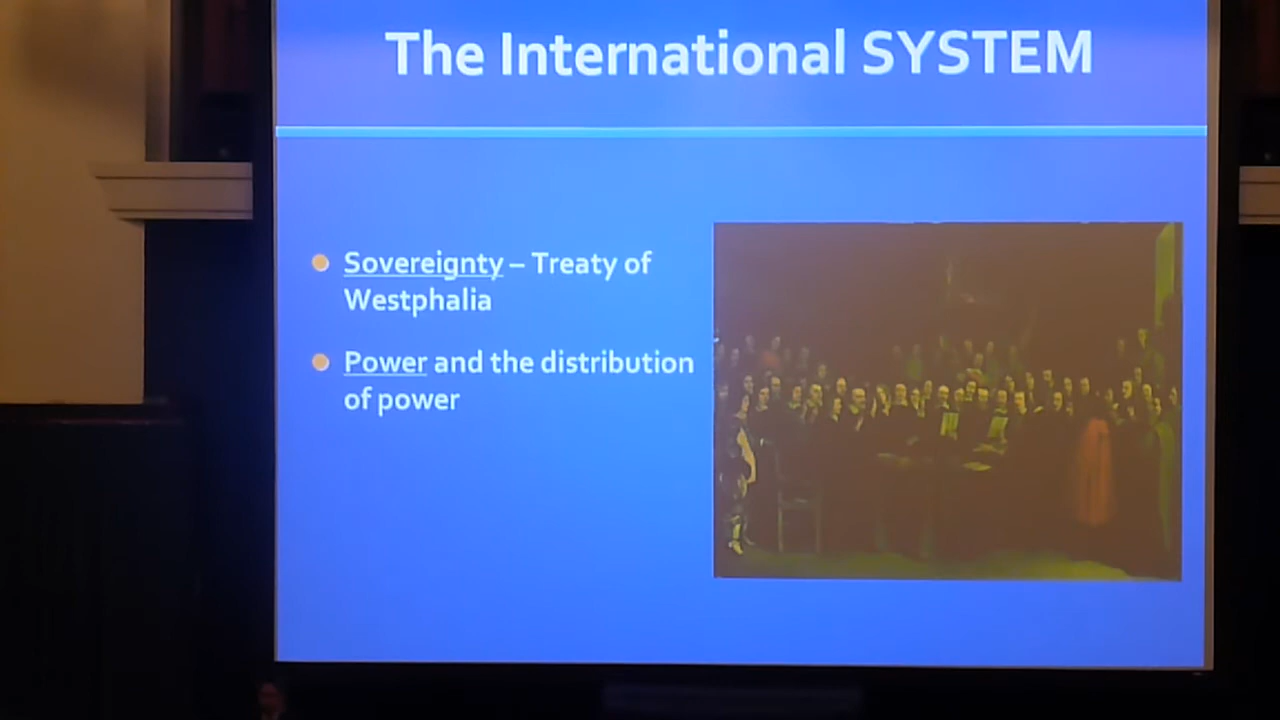 The International SYSTEM
Sovereignty – Treaty of
Westphalia
Power and the distribution
of power